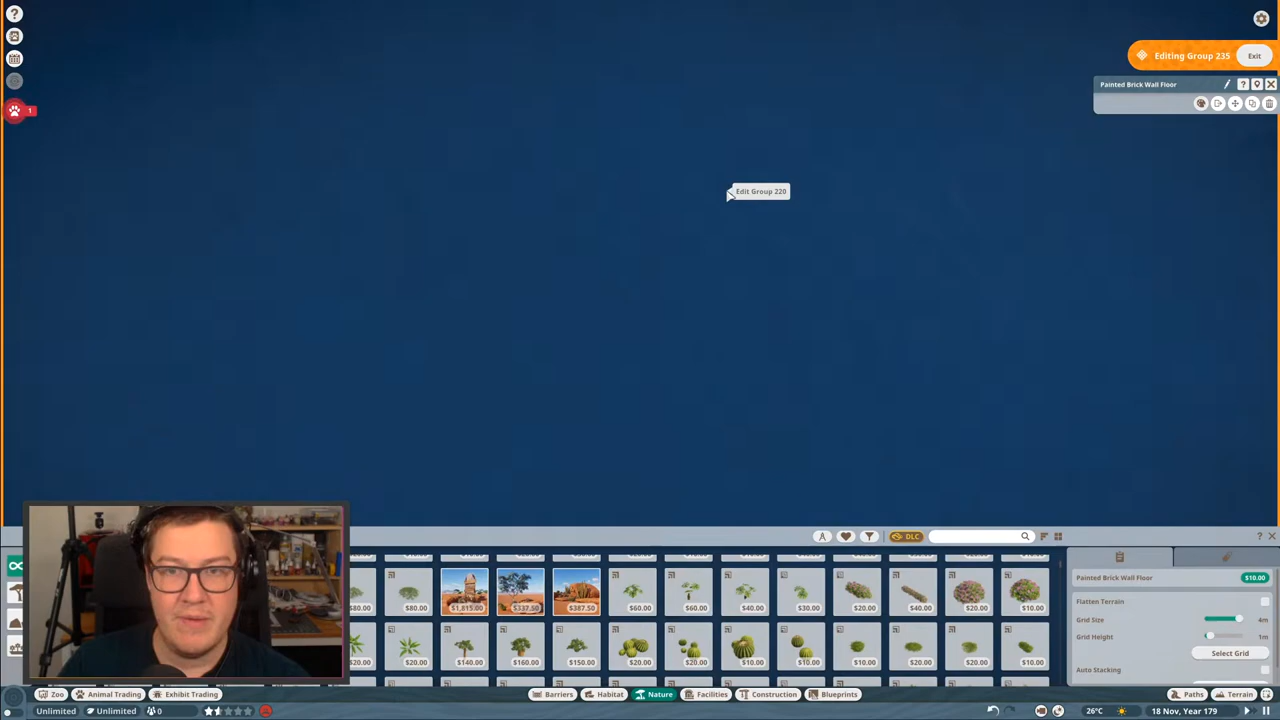 ?
Editing Group 235
Exit
1
Painted Brick Wall Floor
?
Edit Group 220
A
DLC
?
$80.00
$80.00
$1,815.00
$337.50
$387.50
$60.00
$60.00
$40.00
$30.00
$20.00
$40.00
$20.00
$10.00
$20.00
$140.00
$160.00
$150.00
$20.00
$20.00
$10.00
$10.00
$10.00
$20.00
$20.00
$10.00
Painted Brick Wall Floor
$10.00
Flatten Terrain
Grid Size
4m
Grid Height
1m
Select Grid
Auto Stacking
Zoo
Animal Trading
Exhibit Trading
Barriers
Habitat
Nature
Facilities
Construction
Blueprints
Paths
Terrain
Unlimited
Unlimited
0
26°C
18 Nov, Year 179